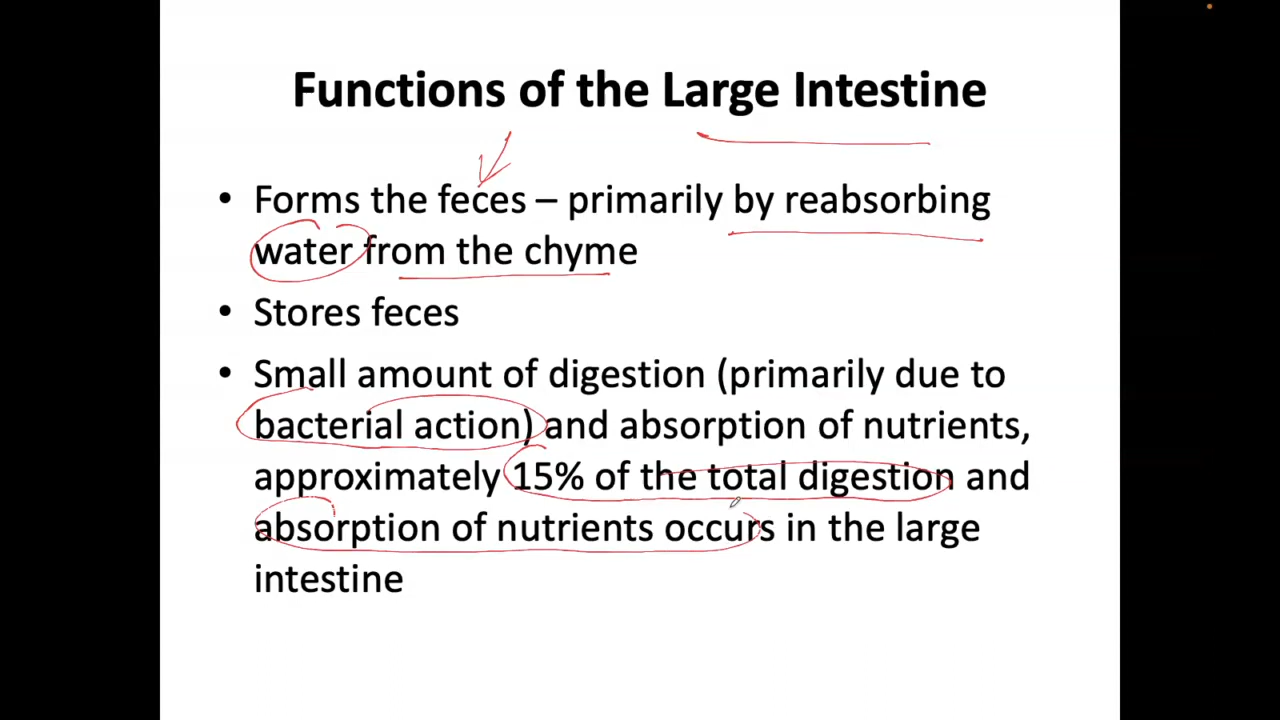 Functions of the Large Intestine
• Forms the feces – primarily by reabsorbing
water from the chyme
• Stores feces
• Small amount of digestion (primarily due to
bacterial action) and absorption of nutrients,
approximately 15% of the total digestion and
absorption of nutrients occurs in the large
intestine